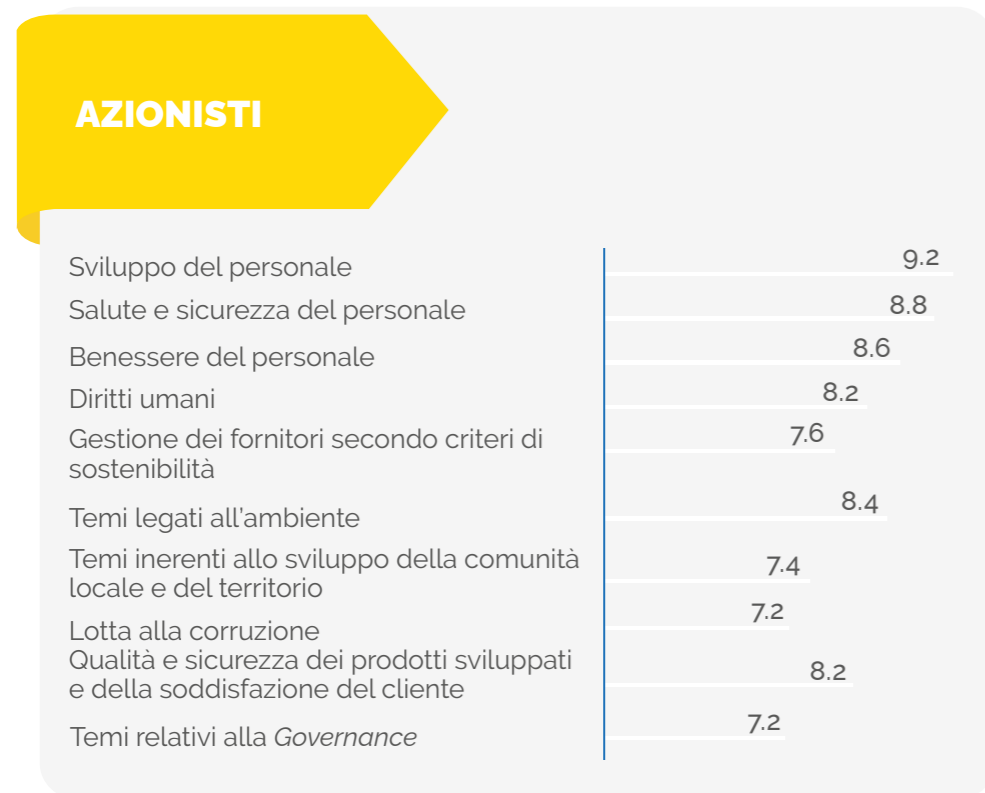 AZIONISTI
Sviluppo del personale 9.2
Salute e sicurezza del personale 8.8
Benessere del personale 8.6
Diritti umani 8.2
Gestione dei fornitori secondo criteri di 7.6
sostenibilità
Temi legati all'ambiente 8.4
Temi inerenti allo sviluppo della comunità 7.4
locale e del territorio
Lotta alla corruzione 7.2
Qualità e sicurezza dei prodotti sviluppati 8.2
e della soddisfazione del cliente
Temi relativi alla Governance 7.2